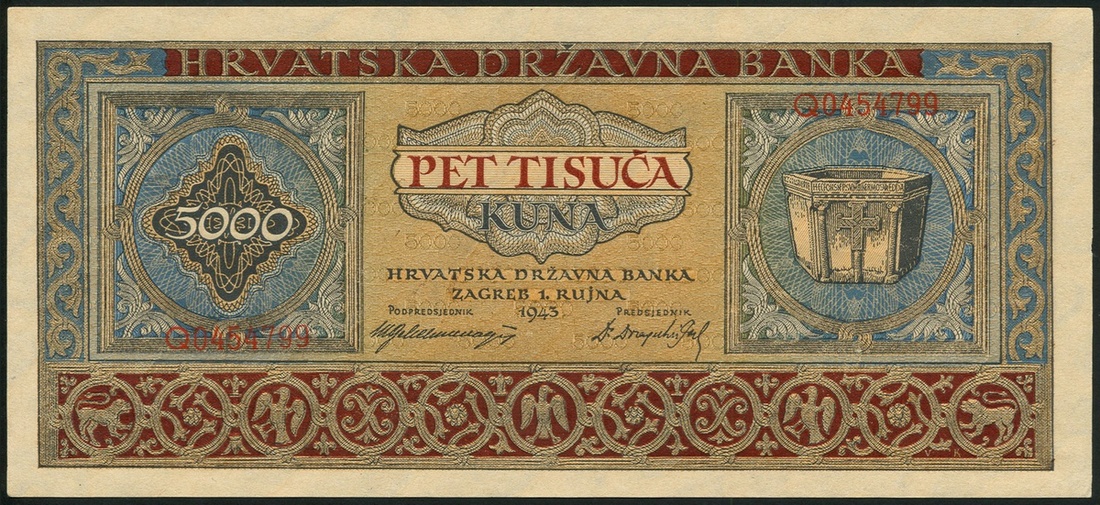 HRVATSKA DRŽAVNA BANKA
Q0454799
PET TISUĆA
5000
KUNA
HRVATSKA DRŽAVNA BANKA
ZAGREB 1. RUJNA
PODPREDSJEDNIK 1943 PREDSJEDNIK
Q0454799
V K